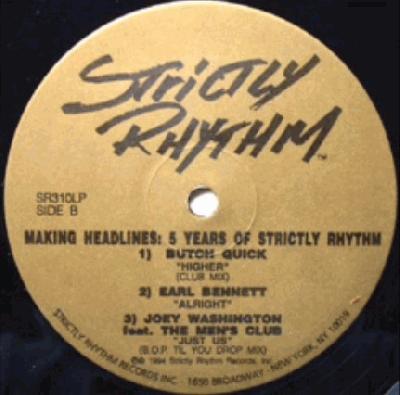 STRICTLY
RHYTHM
TM
SR310LP
SIDE B
MAKING HEADLINES: 5 YEARS OF STRICTLY RHYTHM
1) BUTCH QUICK
"HIGHER"
(CLUB MIX)
2) EARL BENNETT
"ALRIGHT"
3) JOEY WASHINGTON
feat. THE MEN'S CLUB
"JUST US"
(B.O.P. TIL YOU DROP MIX)
℗© 1994 Strictly Rhythm Records, Inc.
STRICTLY RHYTHM RECORDS INC - 1650 BROADWAY - NEW YORK, NY 10019